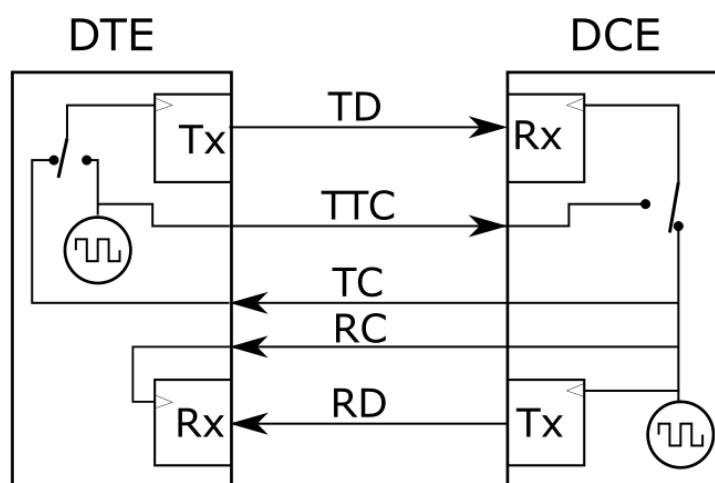 DTE DCE
Tx TD Rx
TTC
TC
RC
Rx RD Tx